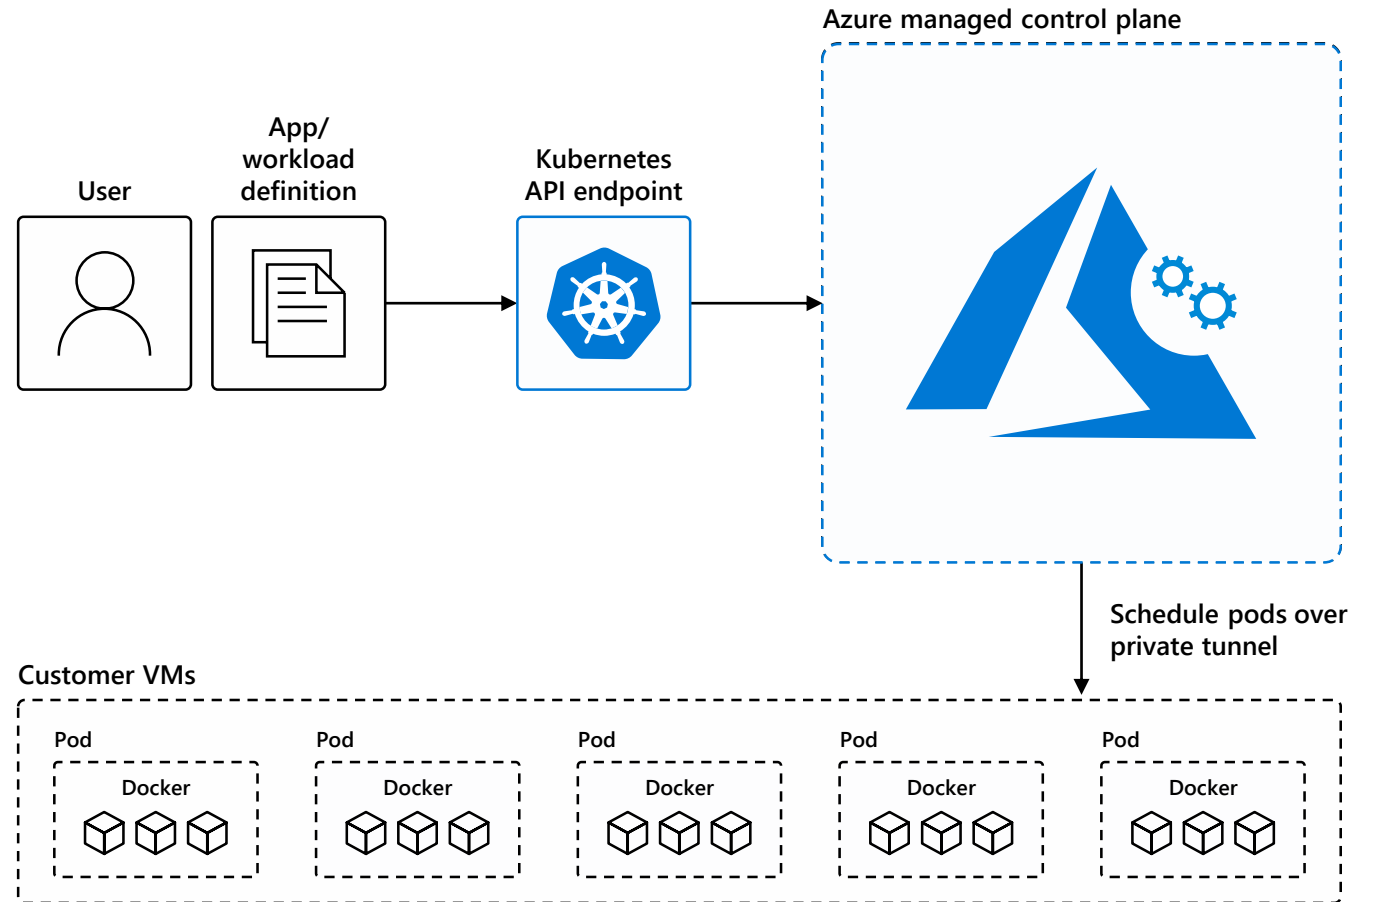 Azure managed control plane
App/
workload
definition
User
Kubernetes
API endpoint
Schedule pods over
private tunnel
Customer VMs
Pod
Pod
Pod
Pod
Pod
Docker
Docker
Docker
Docker
Docker